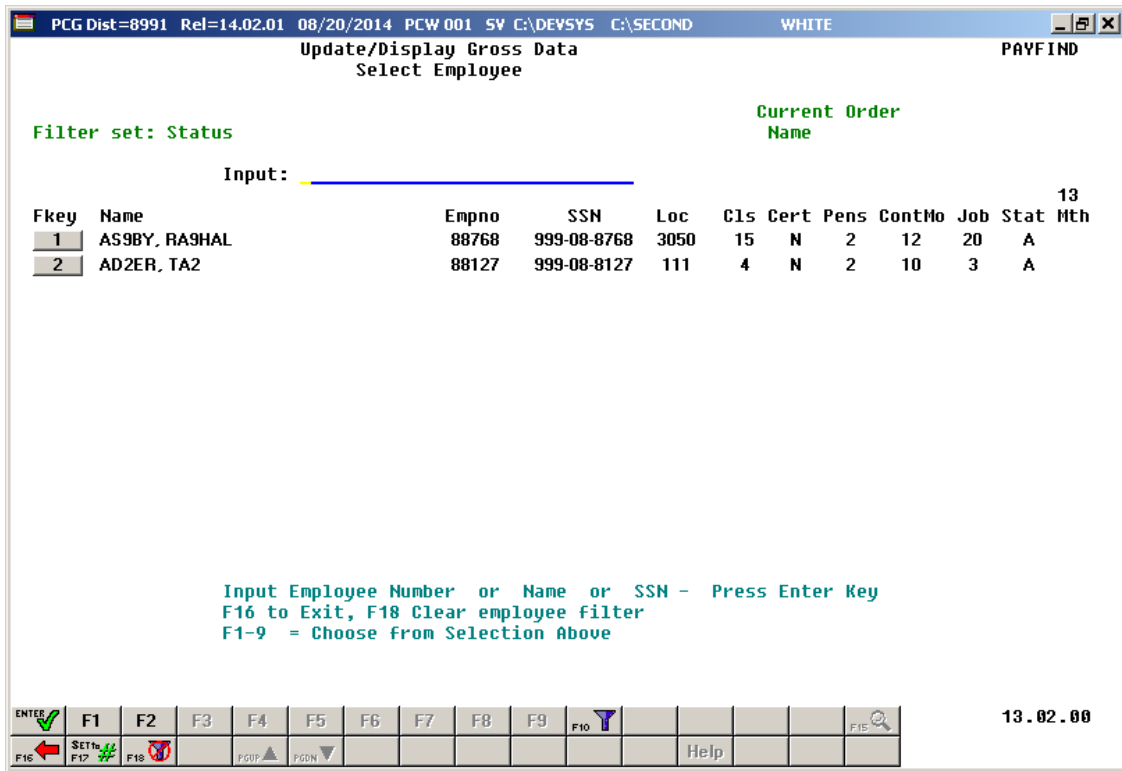 PCG Dist=8991 Rel=14.02.01 08/20/2014 PCW 001 SV C:\DEVSYS C:\SECOND WHITE
Update/Display Gross Data PAYFIND
Select Employee
Current Order
Filter set: Status Name
Input:
13
Fkey Name Empno SSN Loc Cls Cert Pens ContMo Job Stat Mth
1 AS9BY, RA9HAL 88768 999-08-8768 3050 15 N 2 12 20 A
2 AD2ER, TA2 88127 999-08-8127 111 4 N 2 10 3 A
Input Employee Number or Name or SSN - Press Enter Key
F16 to Exit, F18 Clear employee filter
F1-9 = Choose from Selection Above
ENTER F1 F2 F3 F4 F5 F6 F7 F8 F9 F10 F15 13.02.00
F16 SET to # F17 F18 PGUP PGDN Help